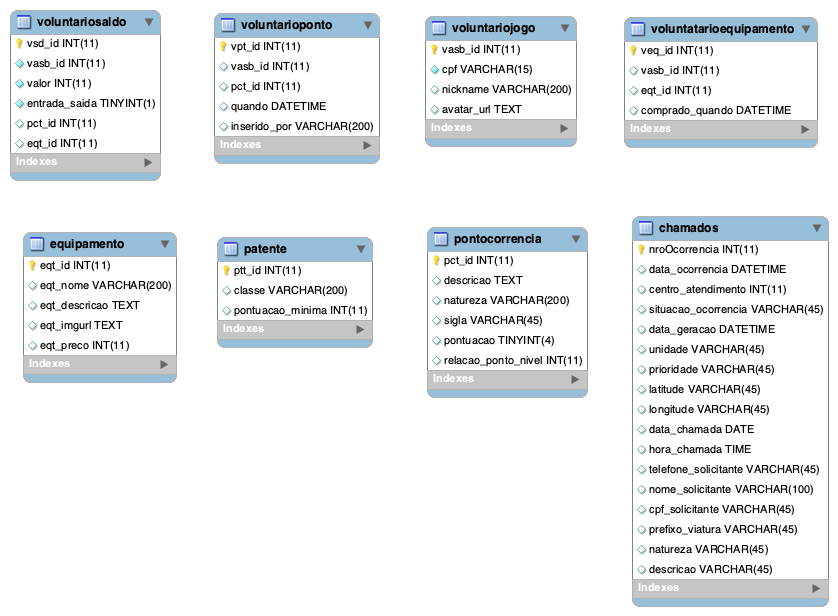 voluntariosaldo
vsd_id INT(11)
vasb_id INT(11)
valor INT(11)
entrada_saida TINYINT(1)
pct_id INT(11)
eqt_id INT(11)
Indexes
voluntarioponto
vpt_id INT(11)
vasb_id INT(11)
pct_id INT(11)
quando DATETIME
inserido_por VARCHAR(200)
Indexes
voluntariojogo
vasb_id INT(11)
cpf VARCHAR(15)
nickname VARCHAR(200)
avatar_url TEXT
Indexes
voluntatarioequipamento
veq_id INT(11)
vasb_id INT(11)
eqt_id INT(11)
comprado_quando DATETIME
Indexes
equipamento
eqt_id INT(11)
eqt_nome VARCHAR(200)
eqt_descricao TEXT
eqt_imgurl TEXT
eqt_preco INT(11)
Indexes
patente
ptt_id INT(11)
classe VARCHAR(200)
pontuacao_minima INT(11)
Indexes
pontocorrencia
pct_id INT(11)
descricao TEXT
natureza VARCHAR(200)
sigla VARCHAR(45)
pontuacao TINYINT(4)
relacao_ponto_nivel INT(11)
Indexes
chamados
nroOcorrencia INT(11)
data_ocorrencia DATETIME
centro_atendimento INT(11)
situacao_ocorrencia VARCHAR(45)
data_geracao DATETIME
unidade VARCHAR(45)
prioridade VARCHAR(45)
latitude VARCHAR(45)
longitude VARCHAR(45)
data_chamada DATE
hora_chamada TIME
telefone_solicitante VARCHAR(45)
nome_solicitante VARCHAR(100)
cpf_solicitante VARCHAR(45)
prefixo_viatura VARCHAR(45)
natureza VARCHAR(45)
descricao VARCHAR(45)
Indexes